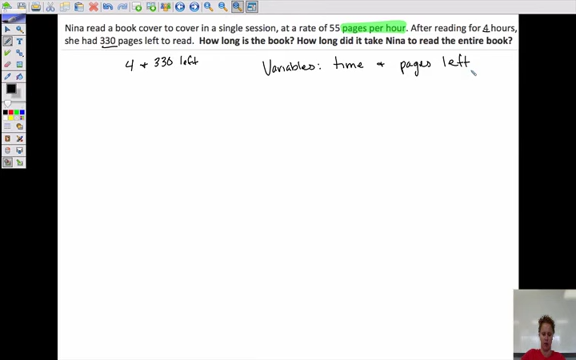 Nina read a book cover to cover in a single session, at a rate of 55 pages per hour. After reading for 4 hours,
she had 330 pages left to read. How long is the book? How long did it take Nina to read the entire book?
4 + 330 left Variables: time + pages left